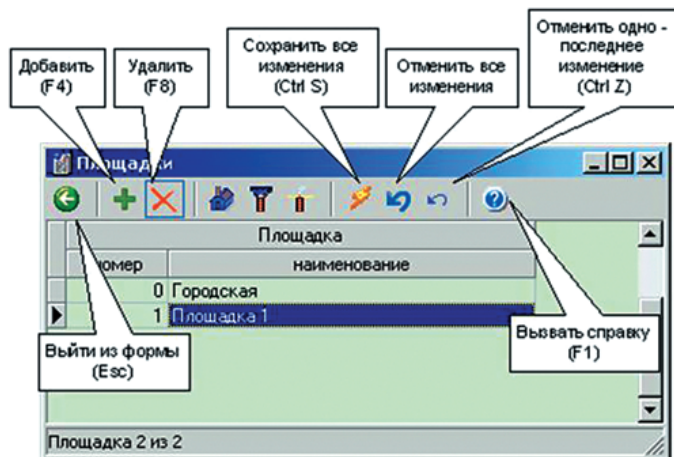 Добавить
(F4)
Удалить
(F8)
Сохранить все
изменения
(Ctrl S)
Отменить все
изменения
Отменить одно -
последнее
изменение
(Ctrl Z)
Площадки
Площадка
номер
наименование
0 Городская
1 Площадка 1
Выйти из формы
(Esc)
Вызвать справку
(F1)
Площадка 2 из 2